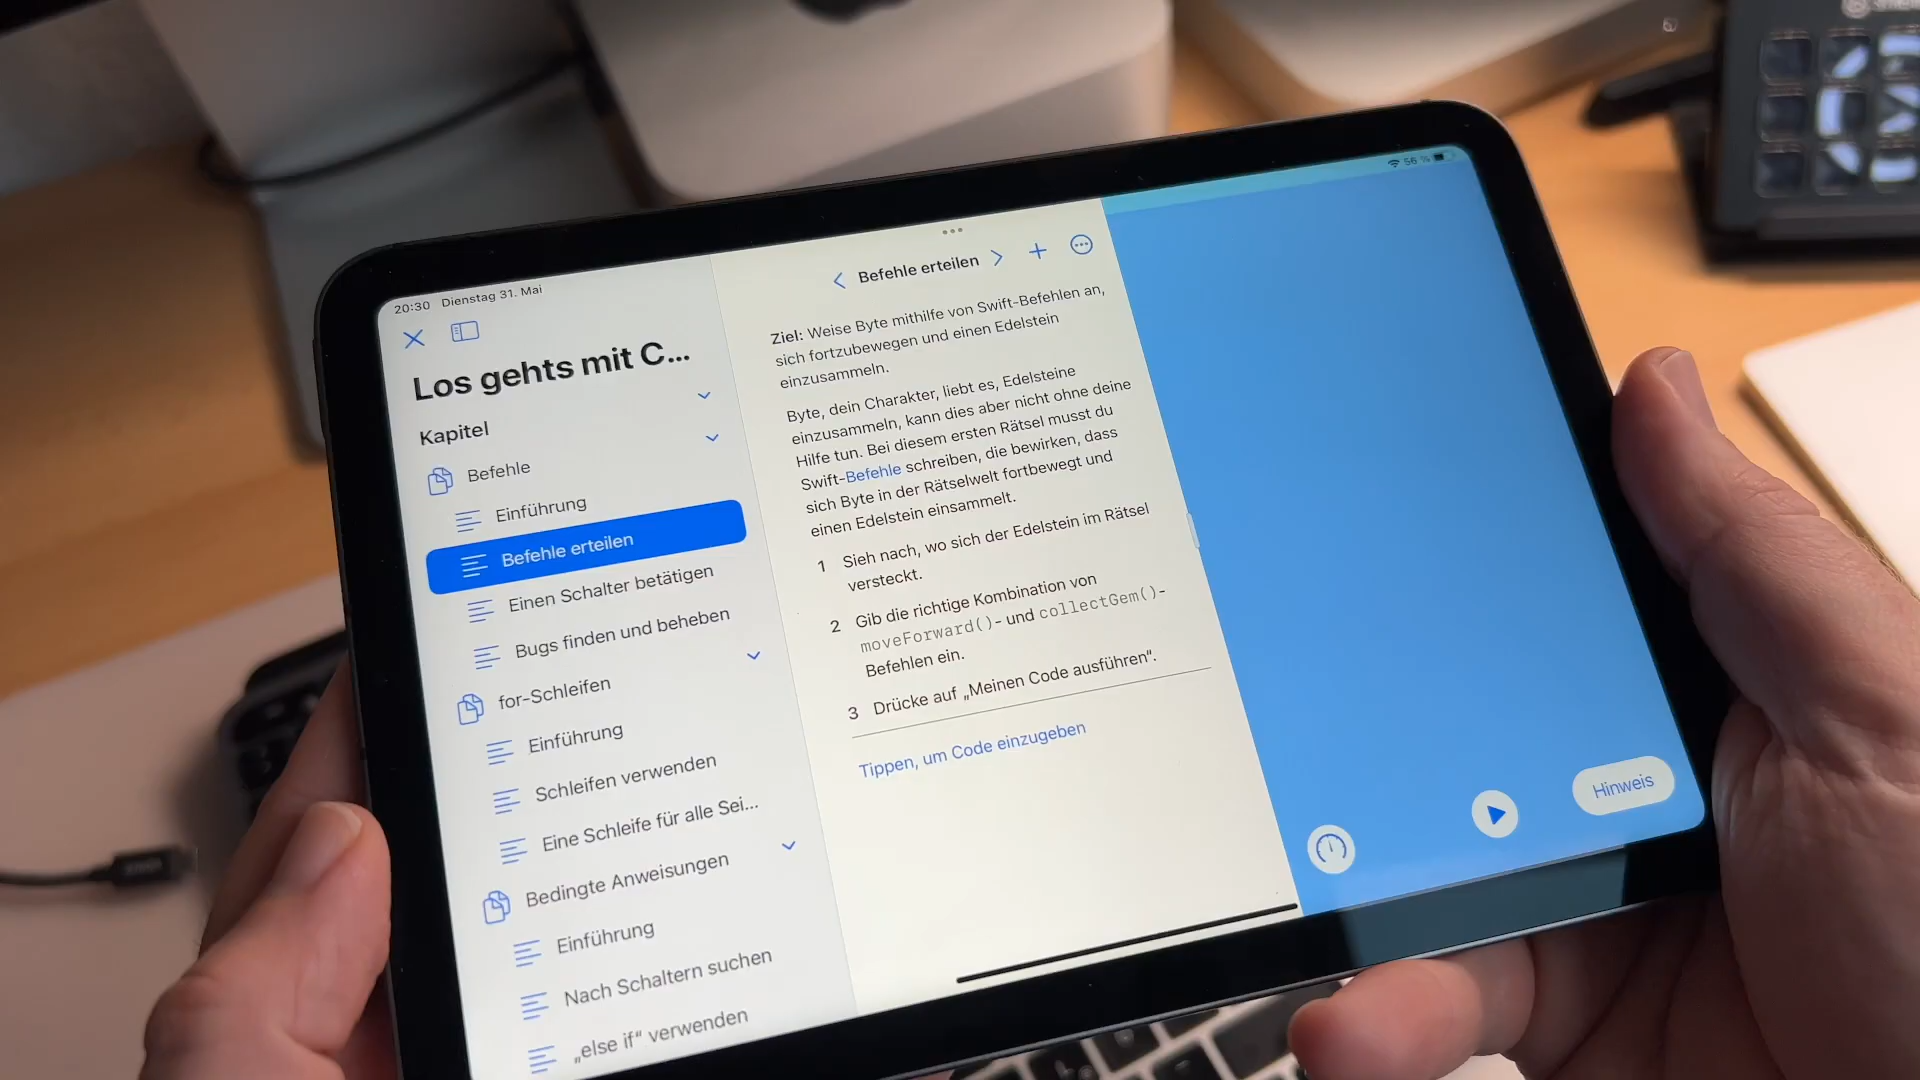 20:30 Dienstag 31. Mai
56 %
Los gehts mit C...
Kapitel
Befehle
Einführung
Befehle erteilen
Einen Schalter betätigen
Bugs finden und beheben
for-Schleifen
Einführung
Schleifen verwenden
Eine Schleife für alle Sei...
Bedingte Anweisungen
Einführung
Nach Schaltern suchen
„else if“ verwenden
Befehle erteilen
Ziel: Weise Byte mithilfe von Swift-Befehlen an,
sich fortzubewegen und einen Edelstein
einzusammeln.
Byte, dein Charakter, liebt es, Edelsteine
einzusammeln, kann dies aber nicht ohne deine
Hilfe tun. Bei diesem ersten Rätsel musst du
Swift-Befehle schreiben, die bewirken, dass
sich Byte in der Rätselwelt fortbewegt und
einen Edelstein einsammelt.
1 Sieh nach, wo sich der Edelstein im Rätsel
versteckt.
2 Gib die richtige Kombination von
moveForward()- und collectGem()-
Befehlen ein.
3 Drücke auf „Meinen Code ausführen“.
Tippen, um Code einzugeben
Hinweis